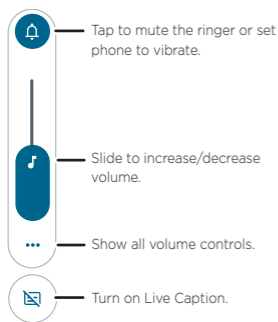 Tap to mute the ringer or set
phone to vibrate.
Slide to increase/decrease
volume.
Show all volume controls.
Turn on Live Caption.